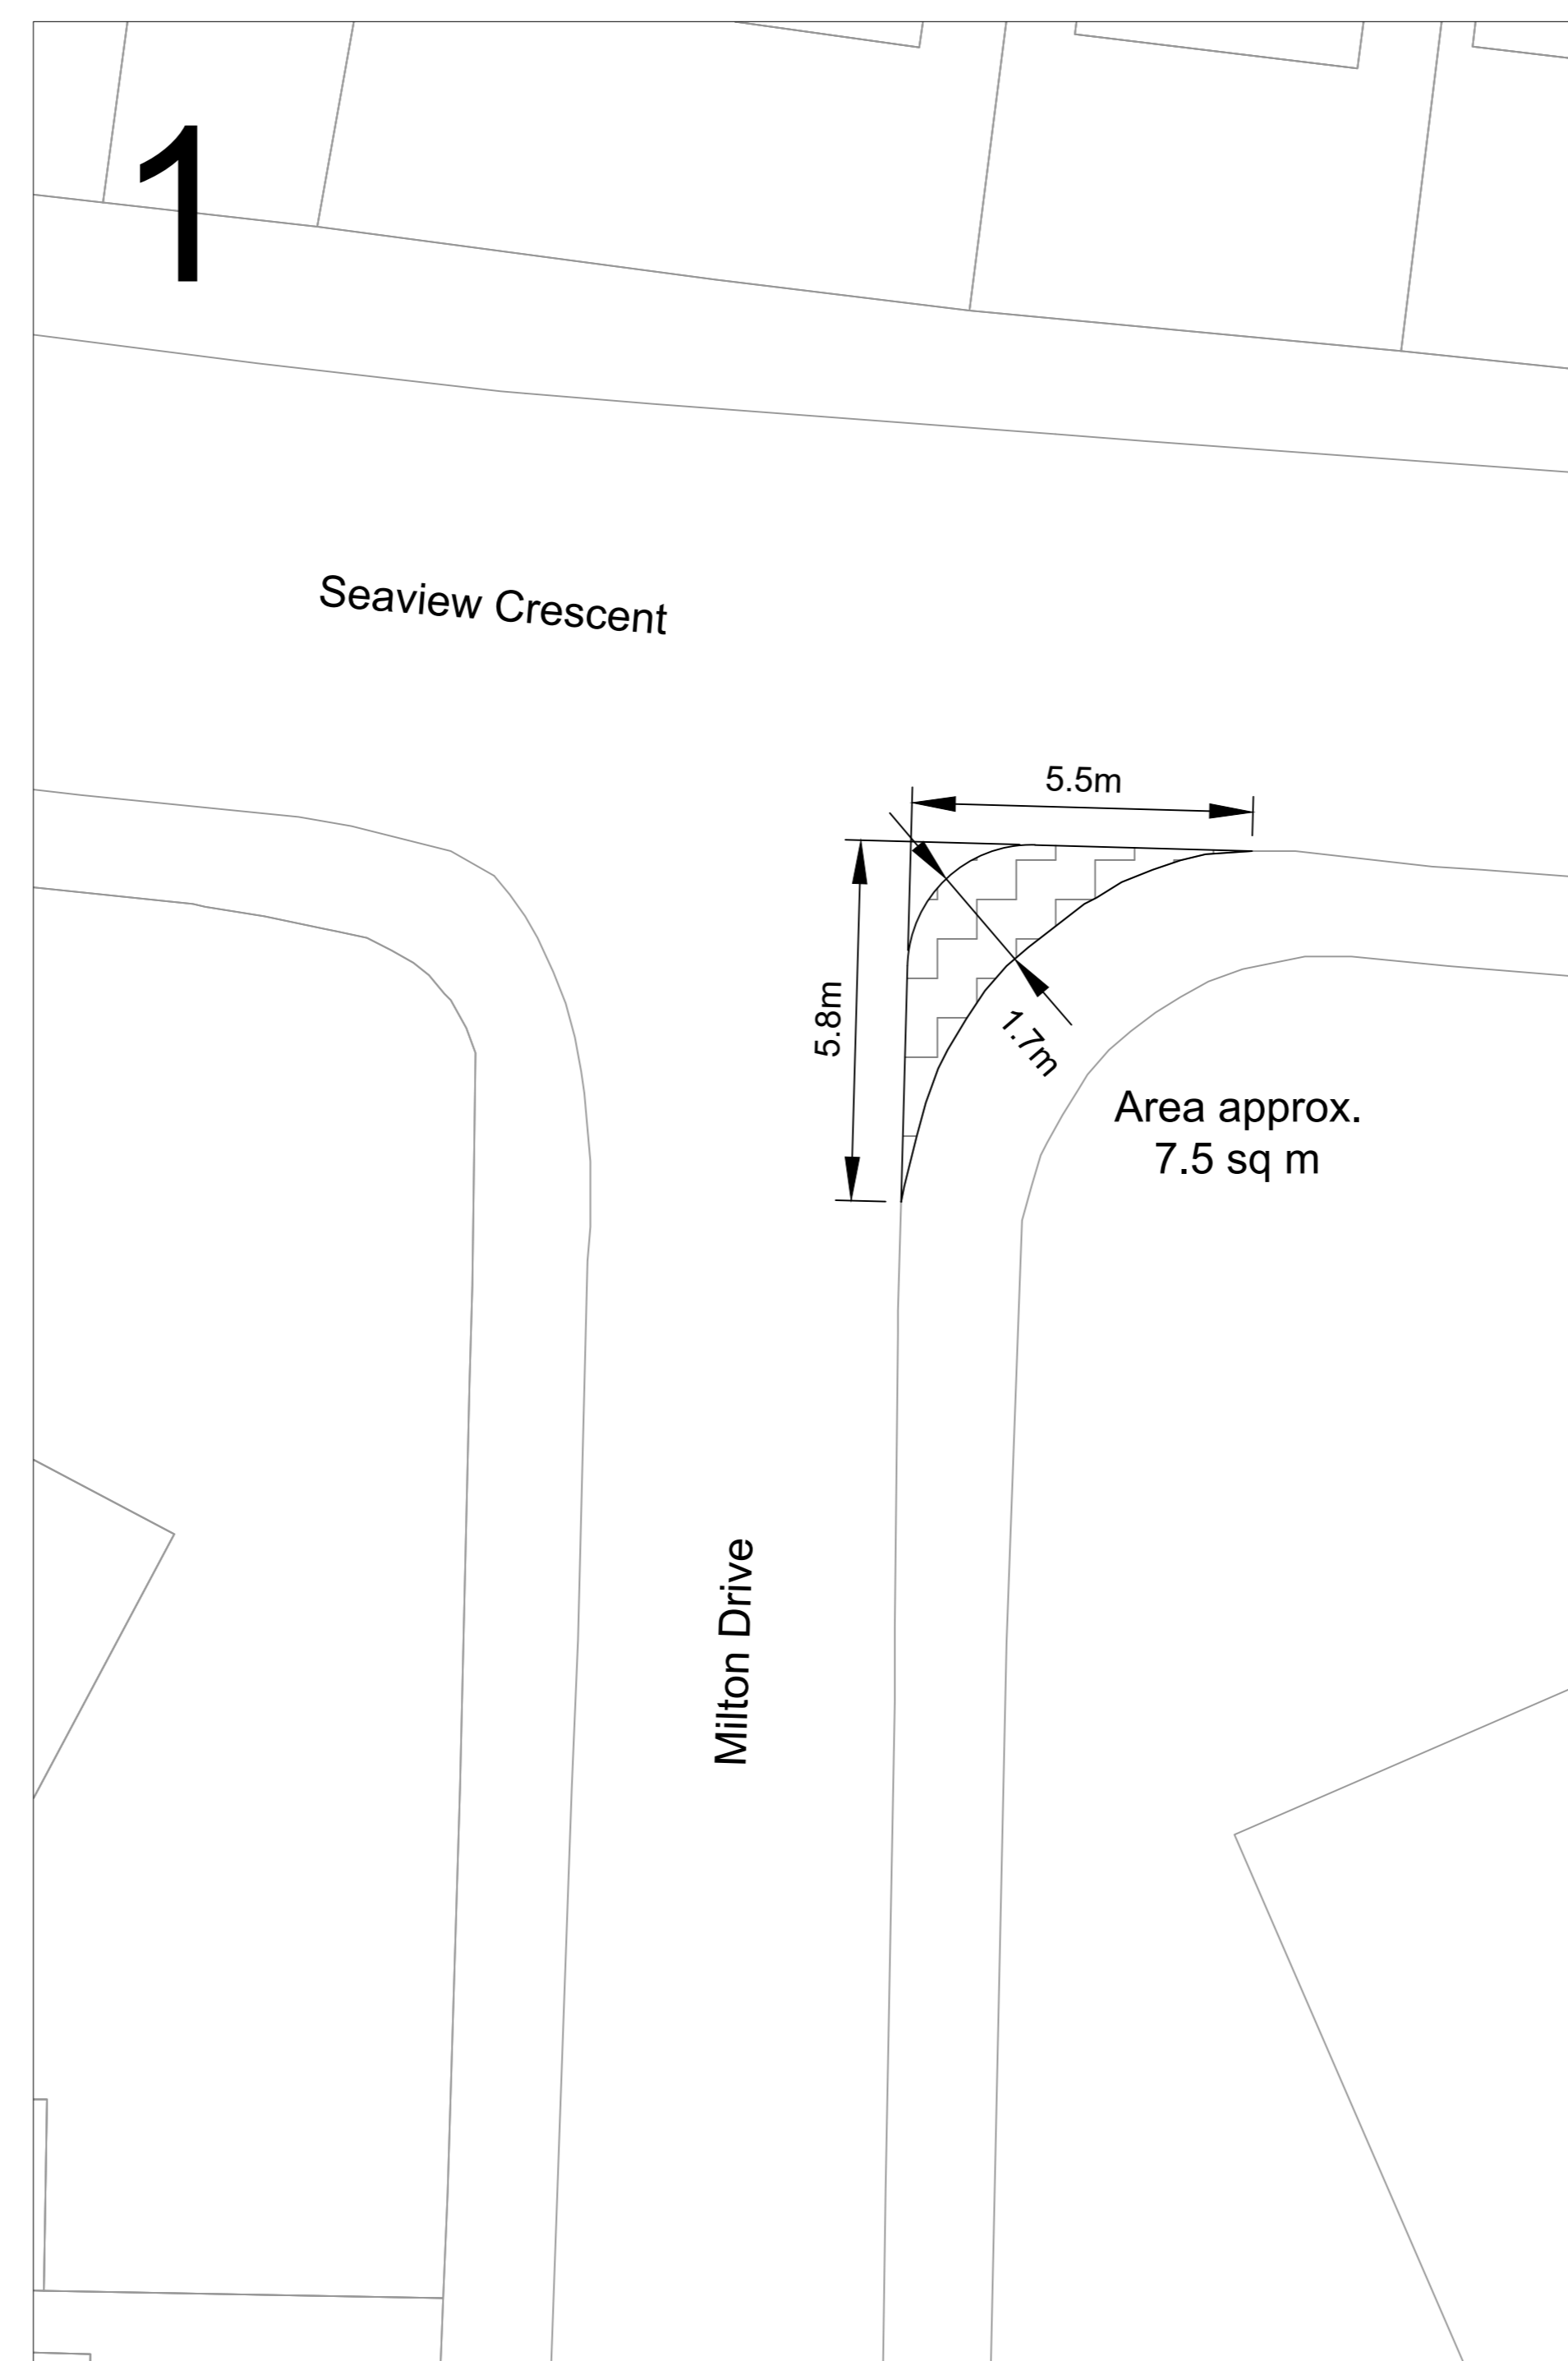 1
Seaview Crescent
5.5m
5.8m
1.7m
Area approx.
7.5 sq m
Milton Drive